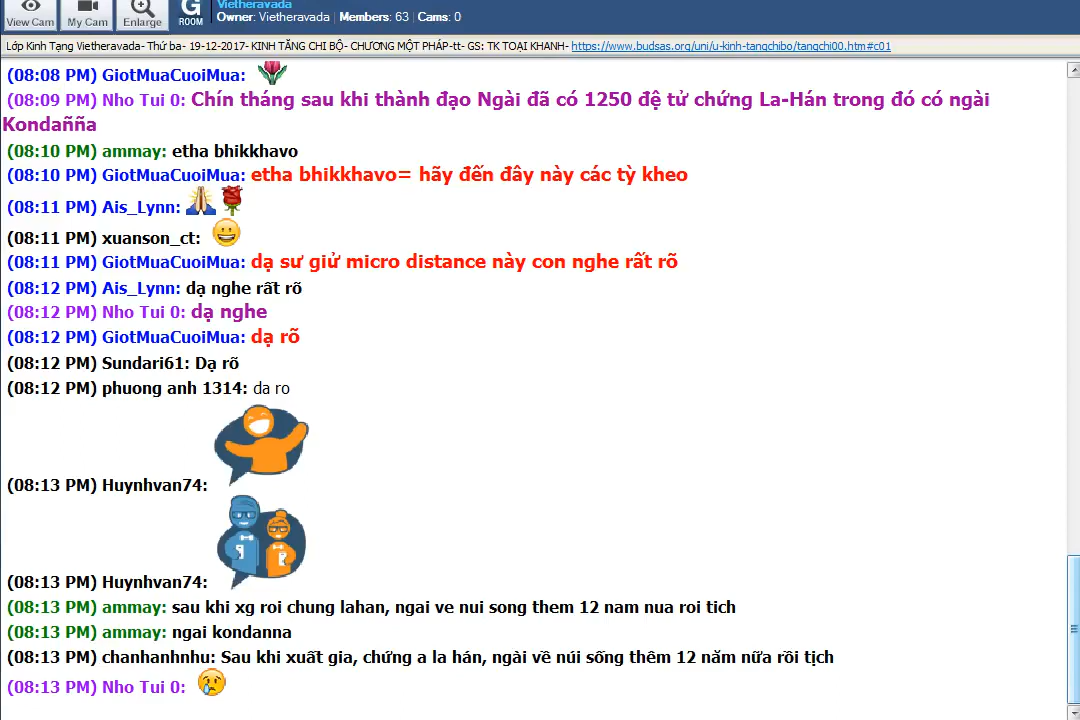 View Cam
My Cam
Enlarge
G
ROOM
Vietheravada
Owner: Vietheravada | Members: 63 | Cams: 0
Lớp Kinh Tạng Vietheravada- Thứ ba- 19-12-2017- KINH TĂNG CHI BỘ- CHƯƠNG MỘT PHÁP-tt- GS: TK TOẠI KHANH- https://www.budsas.org/uni/u-kinh-tangchibo/tangchi00.htm#c01
(08:08 PM) GiotMuaCuoiMua:
(08:09 PM) Nho Tui 0: Chín tháng sau khi thành đạo Ngài đã có 1250 đệ tử chứng La-Hán trong đó có ngài
Kondañña
(08:10 PM) ammay: etha bhikkhavo
(08:10 PM) GiotMuaCuoiMua: etha bhikkhavo= hãy đến đây này các tỳ kheo
(08:11 PM) Ais_Lynn:
(08:11 PM) xuanson_ct:
(08:11 PM) GiotMuaCuoiMua: dạ sư giử micro distance này con nghe rất rõ
(08:12 PM) Ais_Lynn: dạ nghe rất rõ
(08:12 PM) Nho Tui 0: dạ nghe
(08:12 PM) GiotMuaCuoiMua: dạ rõ
(08:12 PM) Sundari61: Dạ rõ
(08:12 PM) phuong anh 1314: da ro
(08:13 PM) Huynhvan74:
(08:13 PM) Huynhvan74:
(08:13 PM) ammay: sau khi xg roi chung lahan, ngai ve nui song them 12 nam nua roi tich
(08:13 PM) ammay: ngai kondanna
(08:13 PM) chanhanhnhu: Sau khi xuất gia, chứng a la hán, ngài về núi sống thêm 12 năm nữa rồi tịch
(08:13 PM) Nho Tui 0: